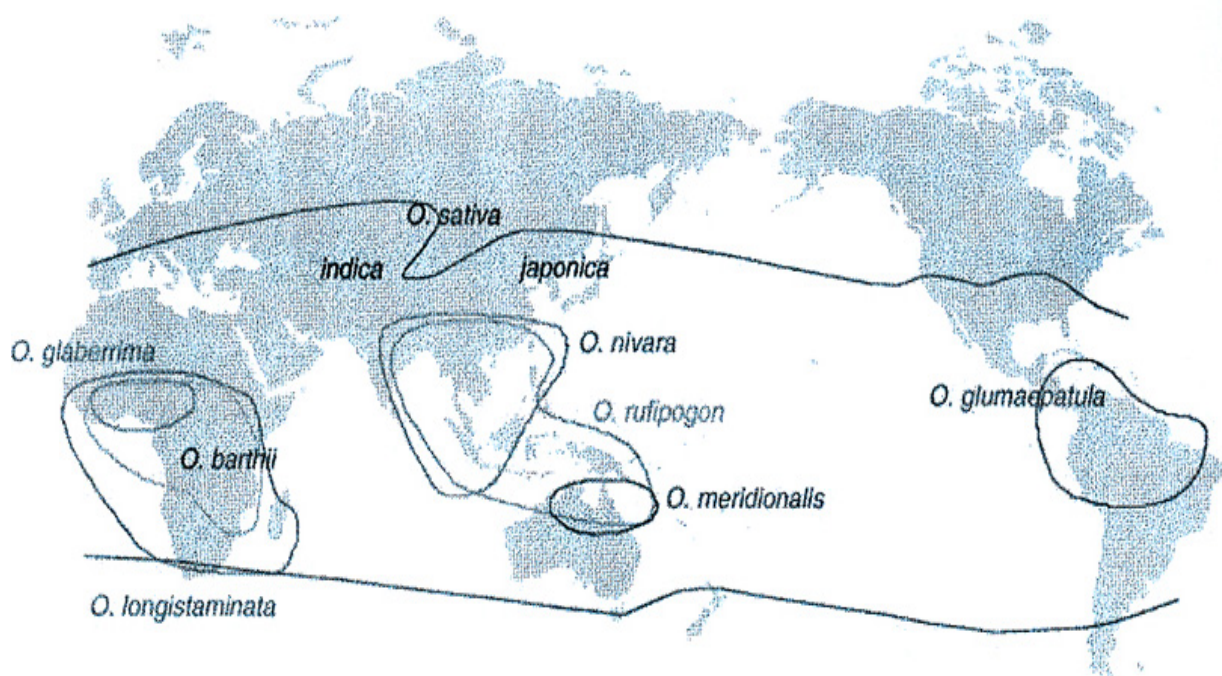 O. sativa
indica
japonica
O. glaberrima
O. nivara
O. rufipogon
O. glumaepatula
O. barthii
O. meridionalis
O. longistaminata